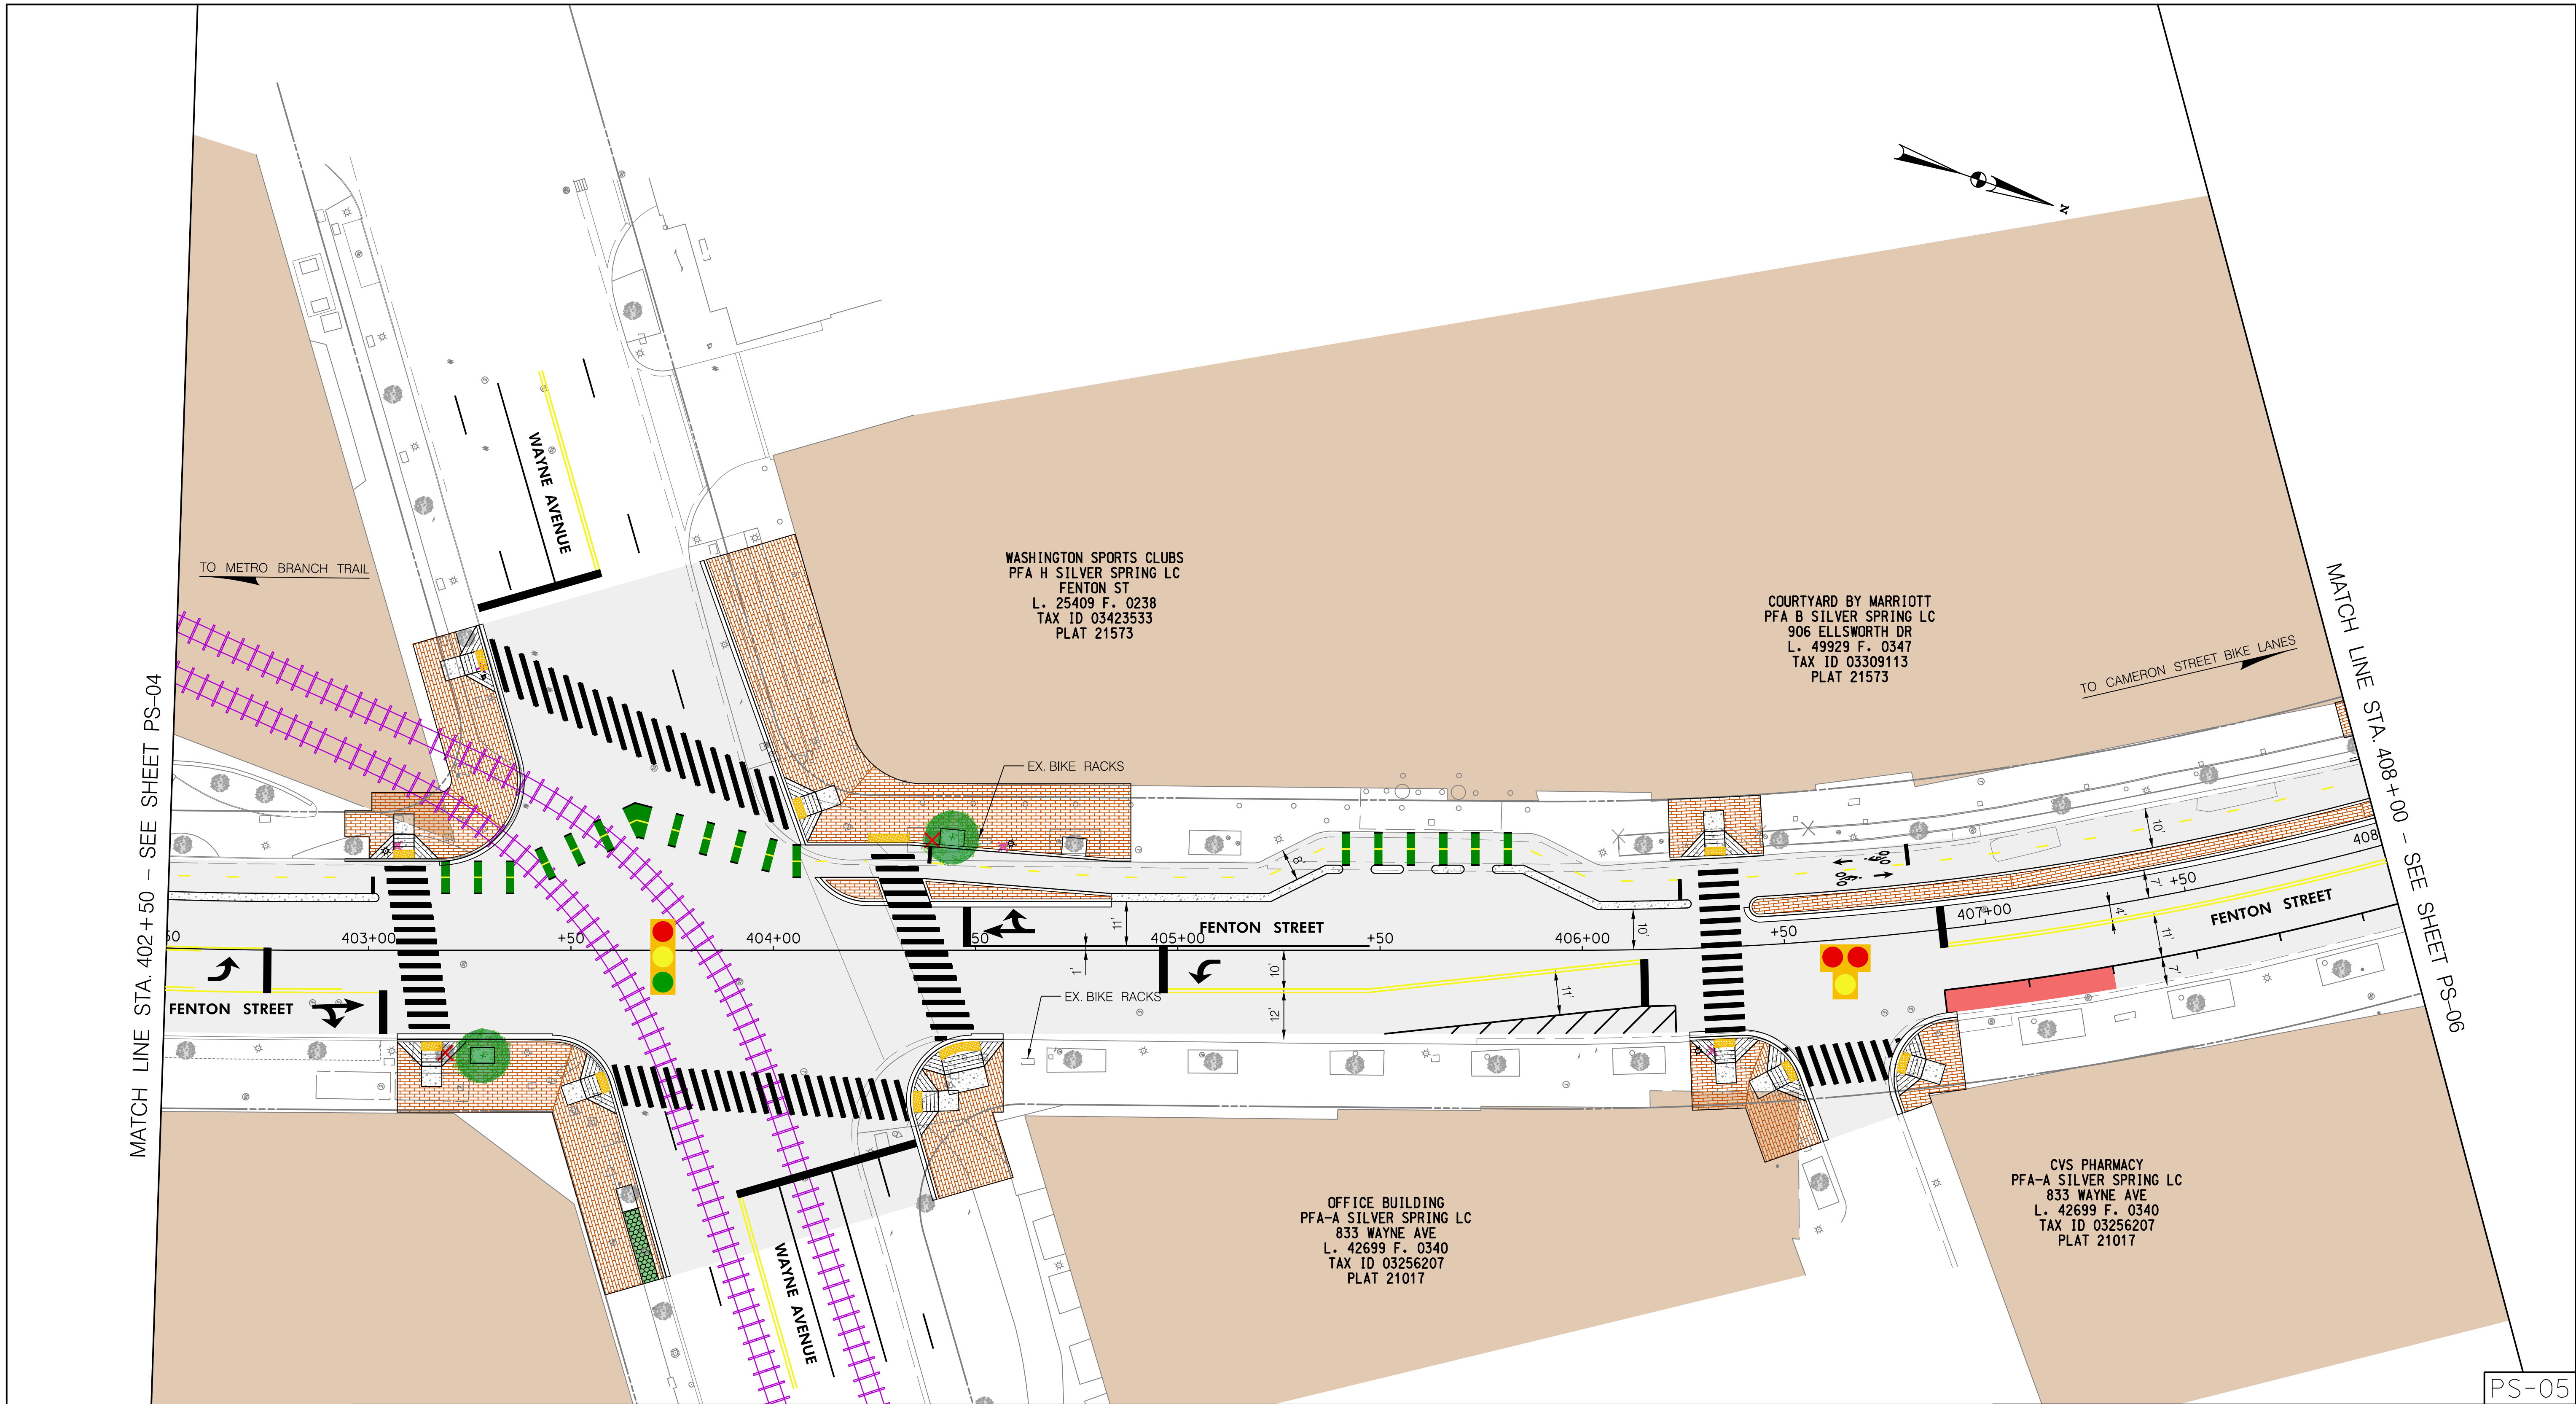 N
WAYNE AVENUE
TO METRO BRANCH TRAIL
WASHINGTON SPORTS CLUBS
PFA H SILVER SPRING LC
FENTON ST
L. 25409 F. 0238
TAX ID 03423533
PLAT 21573
COURTYARD BY MARRIOTT
PFA B SILVER SPRING LC
906 ELLSWORTH DR
L. 49929 F. 0347
TAX ID 03309113
PLAT 21573
TO CAMERON STREET BIKE LANES
MATCH LINE STA. 402+50 - SEE SHEET PS-04
MATCH LINE STA. 408+00 - SEE SHEET PS-06
EX. BIKE RACKS
8'
10'
7'
4'
11'
7'
FENTON STREET
11'
10'
50
403+00
+50
404+00
50
405+00
+50
406+00
+50
407+00
+50
408
FENTON STREET
FENTON STREET
1'
10'
12'
11'
EX. BIKE RACKS
WAYNE AVENUE
OFFICE BUILDING
PFA-A SILVER SPRING LC
833 WAYNE AVE
L. 42699 F. 0340
TAX ID 03256207
PLAT 21017
CVS PHARMACY
PFA-A SILVER SPRING LC
833 WAYNE AVE
L. 42699 F. 0340
TAX ID 03256207
PLAT 21017
PS-05